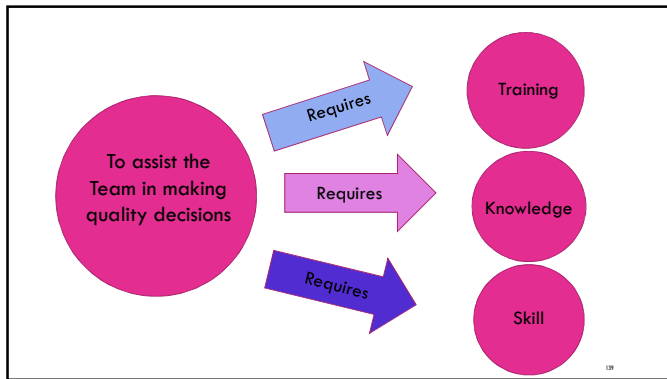 To assist the
Team in making
quality decisions
Requires
Training
Requires
Knowledge
Requires
Skill
139